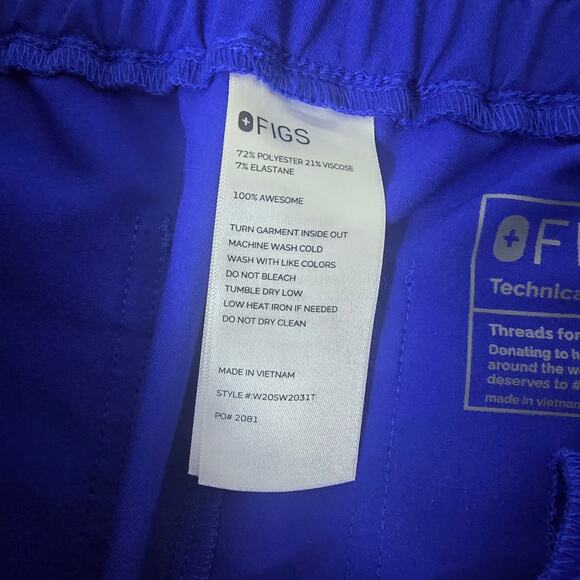 FIGS
72% POLYESTER 21% VISCOSE
7% ELASTANE
100% AWESOME
TURN GARMENT INSIDE OUT
MACHINE WASH COLD
WASH WITH LIKE COLORS
DO NOT BLEACH
TUMBLE DRY LOW
LOW HEAT IRON IF NEEDED
DO NOT DRY CLEAN
MADE IN VIETNAM
STYLE #:W20SW2031T
PO# 2081
F
Technica
Threads for
Donating to h
around the w
deserves to #
made in vietnam